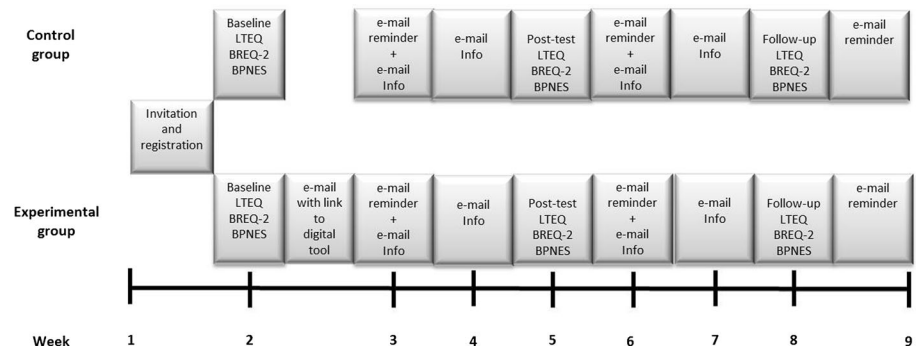 Control
group
Baseline
LTEQ
BREQ-2
BPNES
e-mail
reminder
+
e-mail
Info
e-mail
Info
Post-test
LTEQ
BREQ-2
BPNES
e-mail
reminder
+
e-mail
Info
e-mail
Info
Follow-up
LTEQ
BREQ-2
BPNES
e-mail
reminder
Invitation
and
registration
Experimental
group
Baseline
LTEQ
BREQ-2
BPNES
e-mail
with link
to
digital
tool
e-mail
reminder
+
e-mail
Info
e-mail
Info
Post-test
LTEQ
BREQ-2
BPNES
e-mail
reminder
+
e-mail
Info
e-mail
Info
Follow-up
LTEQ
BREQ-2
BPNES
e-mail
reminder
Week 1 2 3 4 5 6 7 8 9